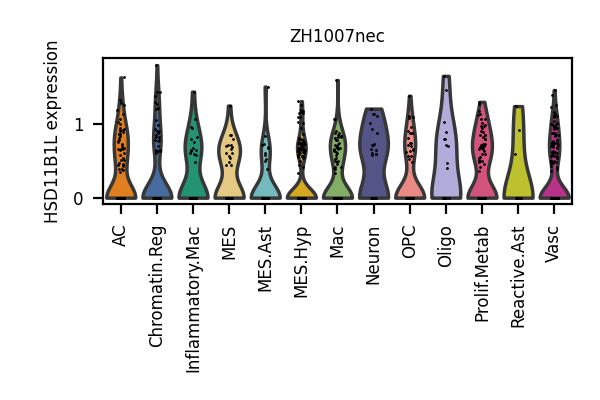 ZH1007nec
HSD11B1L expression
1
0
AC
Chromatin.Reg
Inflammatory.Mac
MES
MES.Ast
MES.Hyp
Mac
Neuron
OPC
Oligo
Prolif.Metab
Reactive.Ast
Vasc